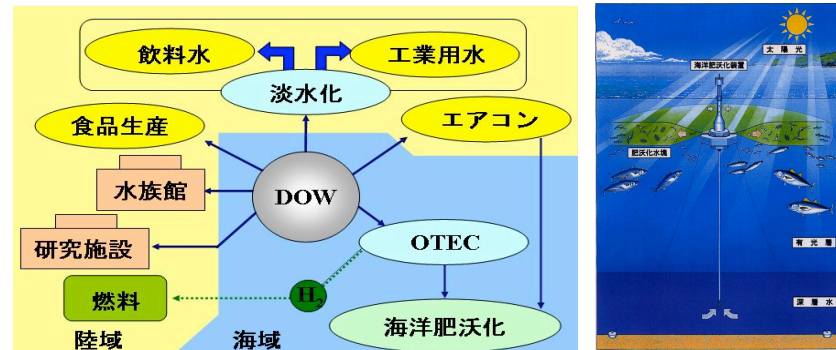 飲料水
工業用水
淡水化
食品生産
エアコン
水族館
DOW
研究施設
OTEC
H₂
燃料
海洋肥沃化
陸域
海域
太陽光
海洋肥沃化装置
肥沃化水塊
有光層
深層水